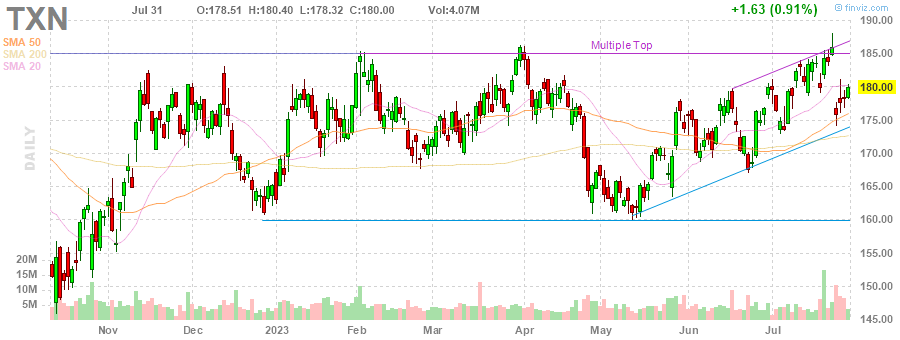 TXN Jul 31 O:178.51 H:180.40 L:178.32 C:180.00 Vol:4.07M +1.63 (0.91%) finviz.com
SMA 50
SMA 200
SMA 20
DAILY
Multiple Top
190.00
185.00
180.00
175.00
170.00
165.00
160.00
155.00
150.00
145.00
20M
15M
10M
5M
Nov Dec 2023 Feb Mar Apr May Jun Jul